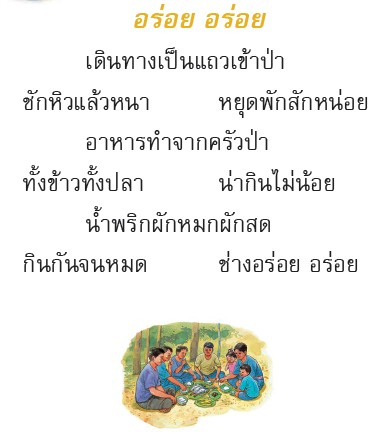 อร่อย อร่อย
เดินทางเป็นแถวเข้าป่า
ชักหิวแล้วหนา หยุดพักสักหน่อย
อาหารทำจากครัวป่า
ทั้งข้าวทั้งปลา น่ากินไม่น้อย
น้ำพริกผักหมกผักสด
กินกันจนหมด ช่างอร่อย อร่อย